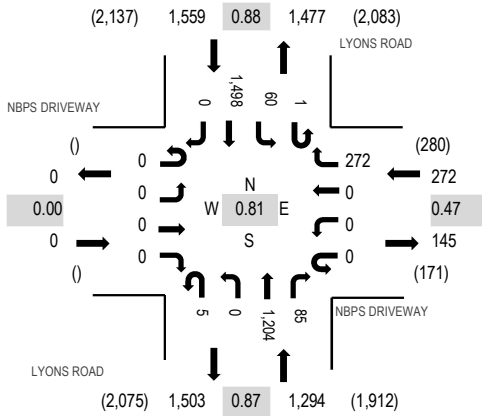 (2,137) 1,559 0.88 1,477 (2,083)
LYONS ROAD
NBPS DRIVEWAY
0 1,498 60 1
() 0 272 (280)
0 0 272
0.00 0 N 0 0.47
W 0.81 E
0 0 S 0 145
() (171)
5 0 1,204 85
NBPS DRIVEWAY
LYONS ROAD
(2,075) 1,503 0.87 1,294 (1,912)